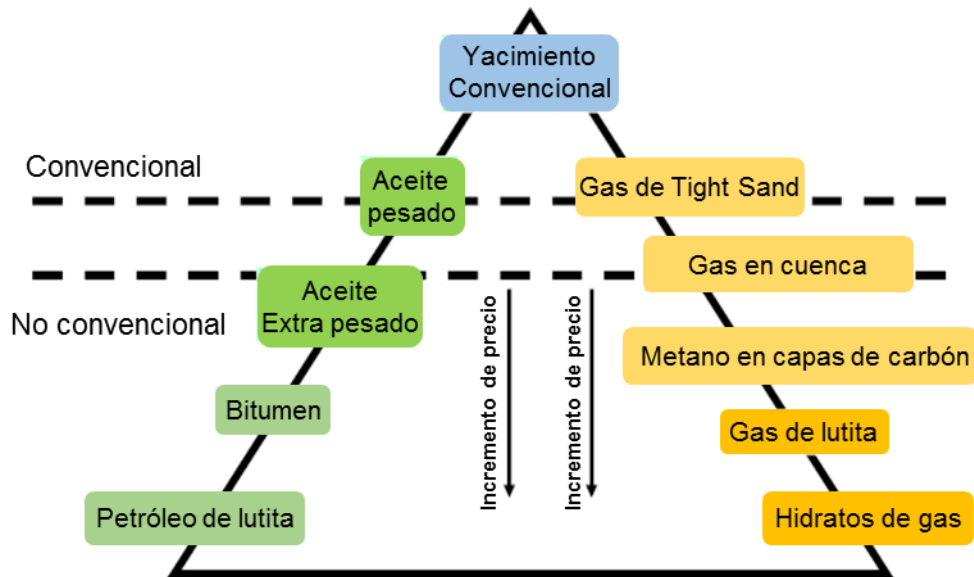 Yacimiento
Convencional
Convencional
Aceite
pesado
Gas de Tight Sand
Gas en cuenca
No convencional
Aceite
Extra pesado
Incremento de precio
Incremento de precio
Metano en capas de carbón
Bitumen
Gas de lutita
Petróleo de lutita
Hidratos de gas